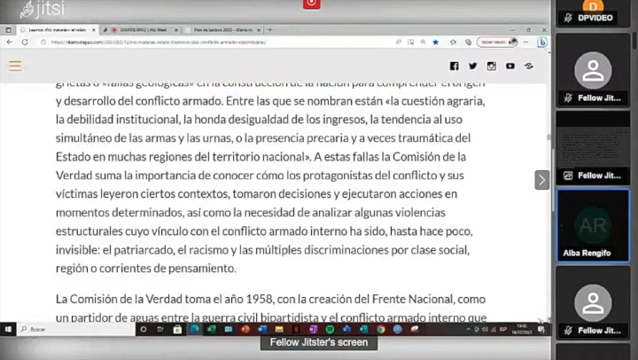 jitsi
DPVIDEO
Fellow Jitste...
grietas o «fallas geológicas» en la construcción de la nación para comprender el origen
y desarrollo del conflicto armado. Entre las que se nombran están «la cuestión agraria,
la debilidad institucional, la honda desigualdad de los ingresos, la tendencia al uso
simultáneo de las armas y las urnas, o la presencia precaria y a veces traumática del
Estado en muchas regiones del territorio nacional». A estas fallas la Comisión de la
Verdad suma la importancia de conocer cómo los protagonistas del conflicto y sus
víctimas leyeron ciertos contextos, tomaron decisiones y ejecutaron acciones en
momentos determinados, así como la necesidad de analizar algunas violencias
estructurales cuyo vínculo con el conflicto armado interno ha sido, hasta hace poco,
invisible: el patriarcado, el racismo y las múltiples discriminaciones por clase social,
región o corrientes de pensamiento.
La Comisión de la Verdad toma el año 1958, con la creación del Frente Nacional, como
un partidor de aguas entre la guerra civil bipartidista y el conflicto armado interno que
Fellow Jitste...
AR
Alba Rengifo
Fellow Jitste...
Buscar
Fellow Jitster's screen